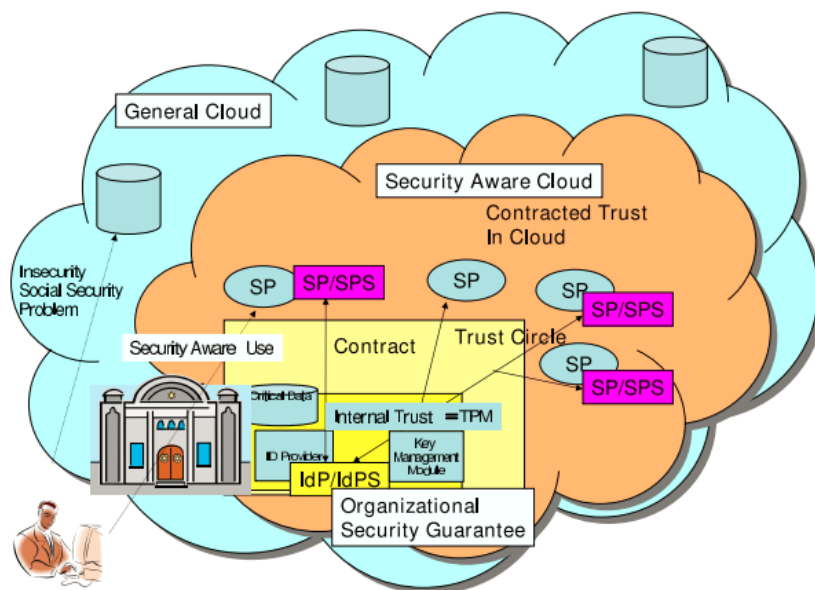 General Cloud
Security Aware Cloud
Contracted Trust
In Cloud
Insecurity
Social Security
Problem
SP
SP/SPS
SP
SP
SP/SPS
Security Aware Use
Contract
Trust Circle
SP
SP/SPS
Critical Data
Internal Trust =TPM
ID Provider
Key
Management
Module
IdP/IdPS
Organizational
Security Guarantee